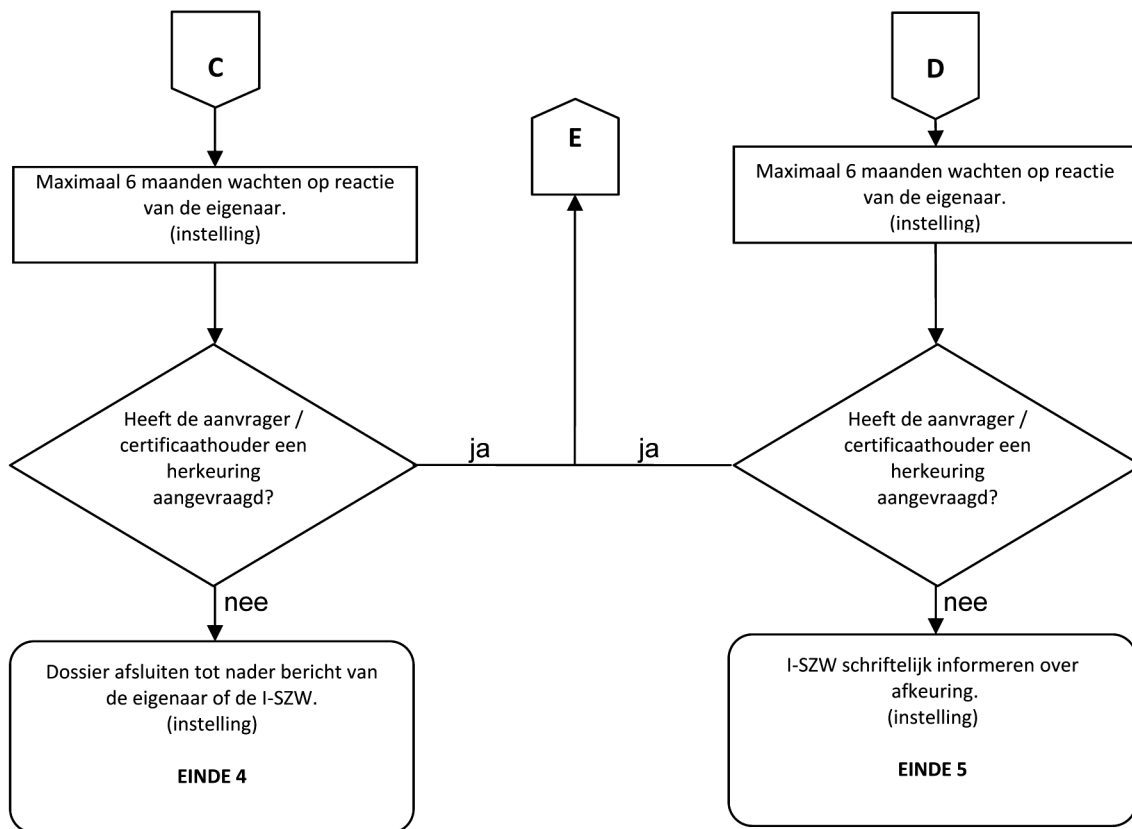 C
Maximaal 6 maanden wachten op reactie
van de eigenaar.
(instelling)
Heeft de aanvrager /
certificaathouder een
herkeuring
aangevraagd?
ja
nee
Dossier afsluiten tot nader bericht van
de eigenaar of de I-SZW.
(instelling)
EINDE 4
E
D
Maximaal 6 maanden wachten op reactie
van de eigenaar.
(instelling)
Heeft de aanvrager /
certificaathouder een
herkeuring
aangevraagd?
ja
nee
I-SZW schriftelijk informeren over
afkeuring.
(instelling)
EINDE 5